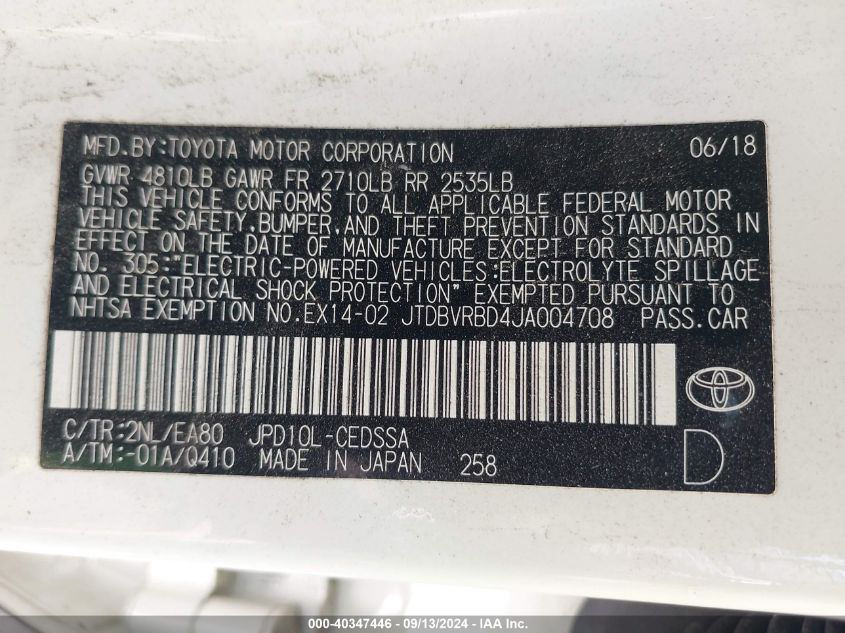 MFD.BY:TOYOTA MOTOR CORPORATION 06/18
GVWR 4810LB GAWR FR 2710LB RR 2535LB
THIS VEHICLE CONFORMS TO ALL APPLICABLE FEDERAL MOTOR
VEHICLE SAFETY,BUMPER,AND THEFT PREVENTION STANDARDS IN
EFFECT ON THE DATE OF MANUFACTURE EXCEPT FOR STANDARD
NO. 305:"ELECTRIC-POWERED VEHICLES:ELECTROLYTE SPILLAGE
AND ELECTRICAL SHOCK PROTECTION" EXEMPTED PURSUANT TO
NHTSA EXEMPTION NO.EX14-02 JTDBVRBD4JA004708 PASS.CAR
C/TR:2NL/EA80 JPD10L-CEDSSA
A/TM:-01A/Q410 MADE IN JAPAN 258 D
000-40347446 - 09/13/2024 - IAA Inc.